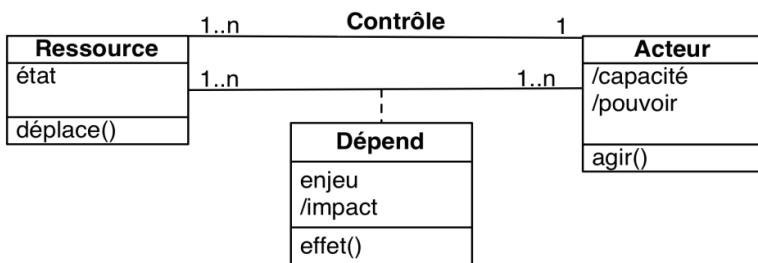 1..n Contrôle 1
Ressource
état
déplace()
1..n 1..n
Acteur
/capacité
/pouvoir
agir()
Dépend
enjeu
/impact
effet()